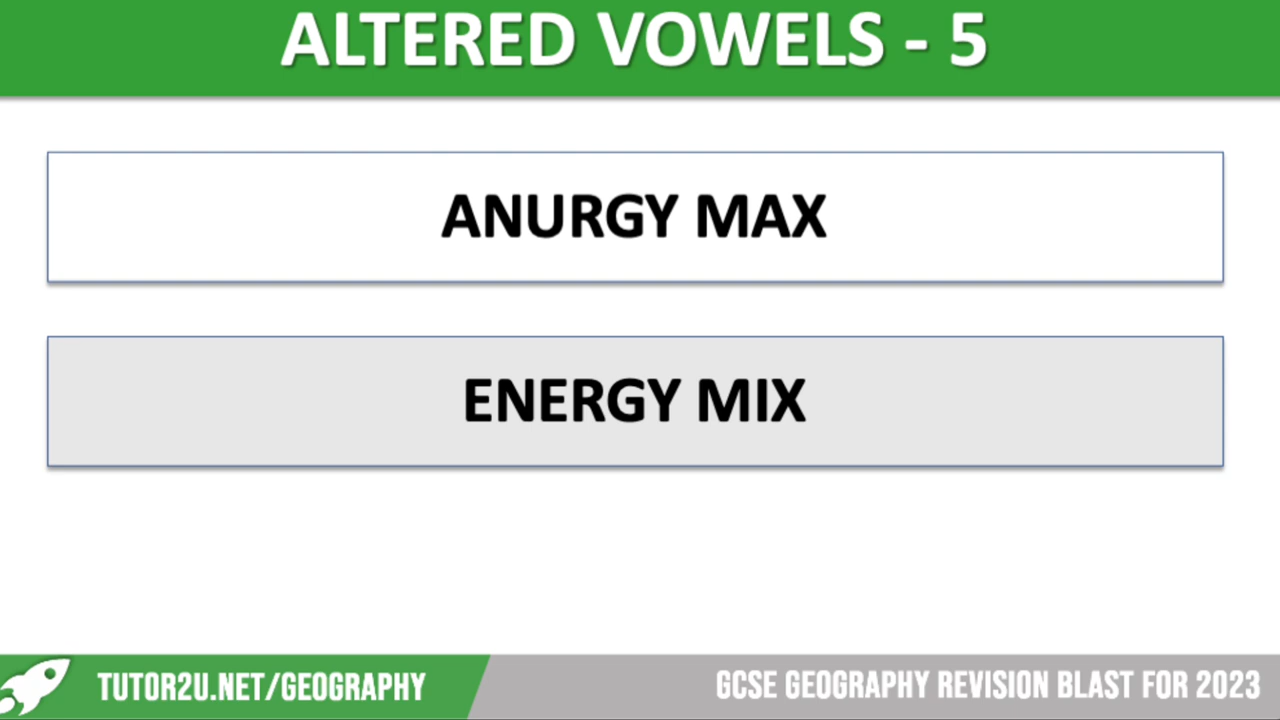 ALTERED VOWELS - 5
ANURGY MAX
ENERGY MIX
TUTOR2U.NET/GEOGRAPHY
GCSE GEOGRAPHY REVISION BLAST FOR 2023